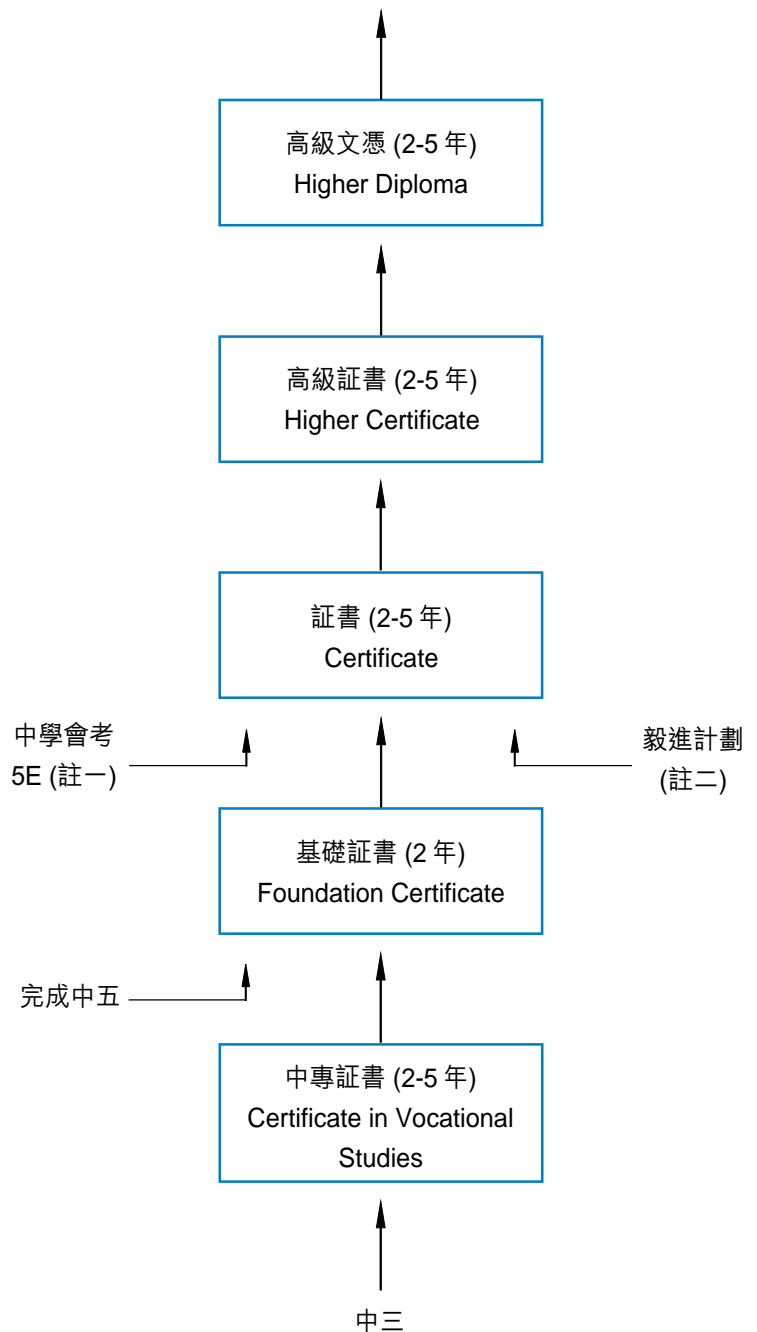 高級文憑 (2-5 年)
Higher Diploma
高級証書 (2-5 年)
Higher Certificate
証書 (2-5 年)
Certificate
中學會考
5E (註一)
毅進計劃
(註二)
基礎証書 (2 年)
Foundation Certificate
完成中五
中專証書 (2-5 年)
Certificate in Vocational
Studies
中三